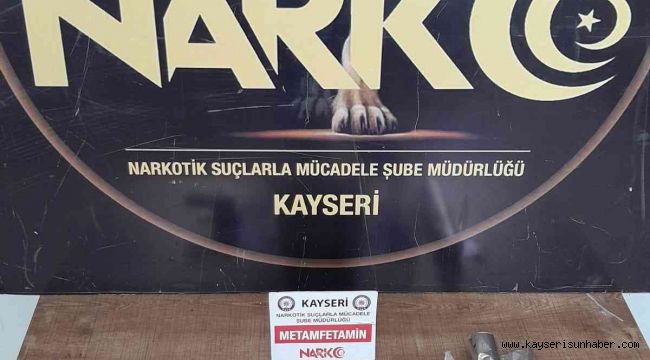 NARKO
NARKOTİK SUÇLARLA MÜCADELE ŞUBE MÜDÜRLÜĞÜ
KAYSERİ
KAYSERİ
NARKOTİK SUÇLARLA MÜCADELE
ŞUBE MÜDÜRLÜĞÜ
METAMFETAMİN
NARKO
www.kayserisunhaber.com